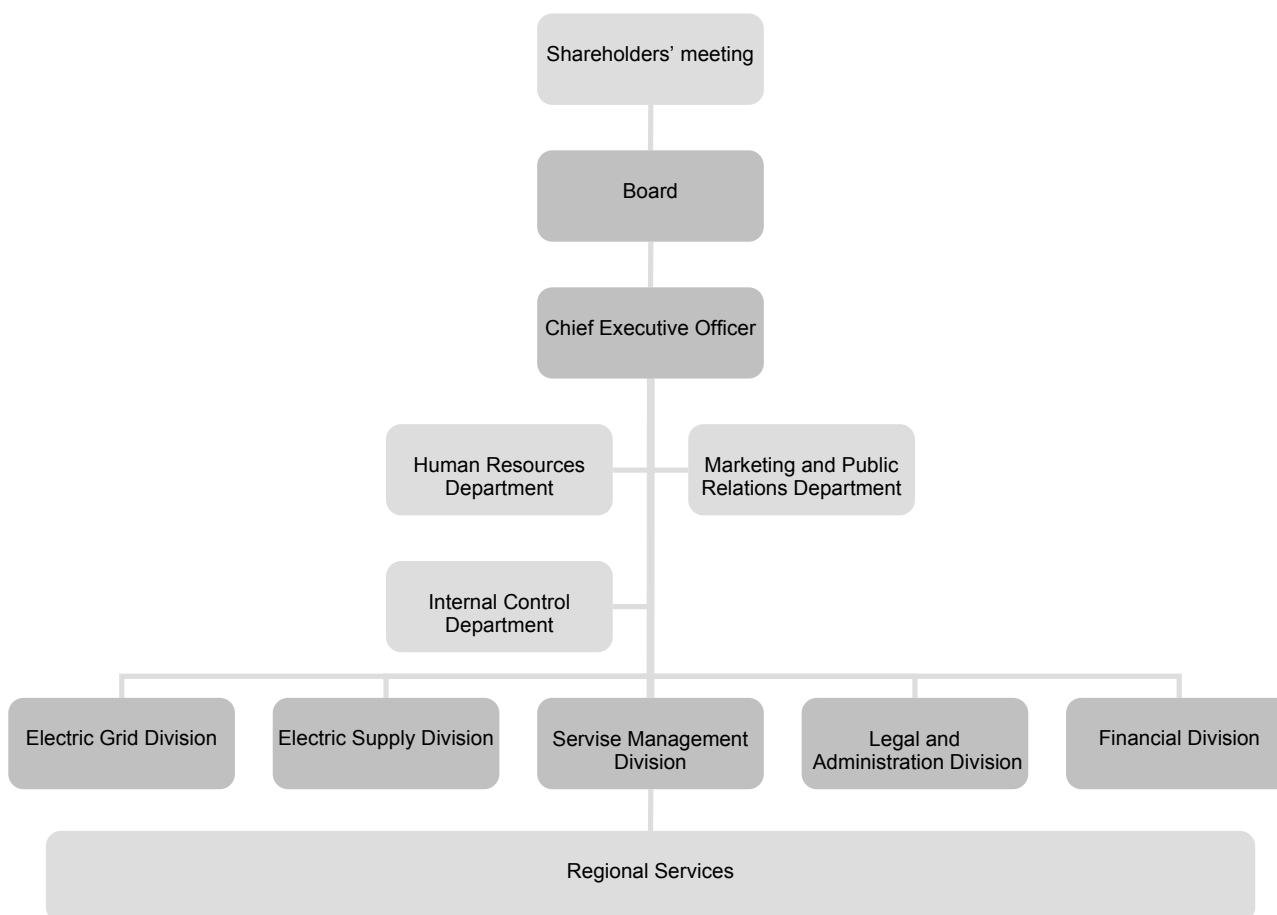 Shareholders’ meeting
Board
Chief Executive Officer
Human Resources
Department
Marketing and Public
Relations Department
Internal Control
Department
Electric Grid Division
Electric Supply Division
Servise Management
Division
Legal and
Administration Division
Financial Division
Regional Services